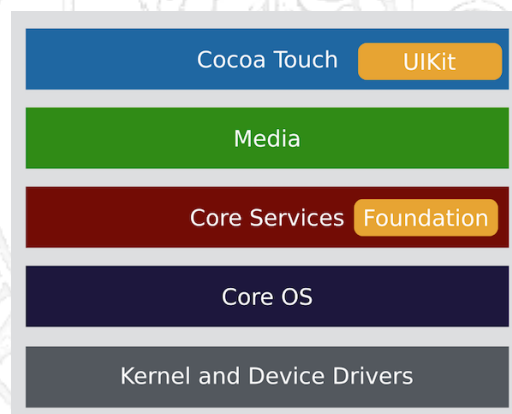 Cocoa Touch UIKit
Media
Core Services Foundation
Core OS
Kernel and Device Drivers